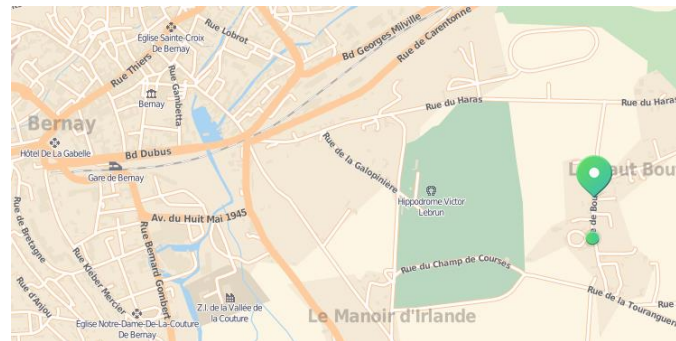 Eglise Sainte-Croix
De Bernay
Rue Lobrot
Bd Georges Milville
Rue de Carentonne
Rue Thiers
Rue Gambetta
Bernay
Bernay
Hôtel De La Gabelle
Bd Dubus
Gare de Bernay
Rue du Haras
Rue du Haras
Rue de la Galopinière
Hippodrome Victor
Lebrun
Av. du Huit Mai 1945
Rue de Bretagne
Rue Kléber Mercier
Rue Bernard Gombert
Rue d'Anjou
Rue du Champ de Courses
Z.I. de la Vallée de
la Couture
Le Manoir d'Irlande
Eglise Notre-Dame-De-La-Couture
De Bernay
Rue de la Touranguer
Rue